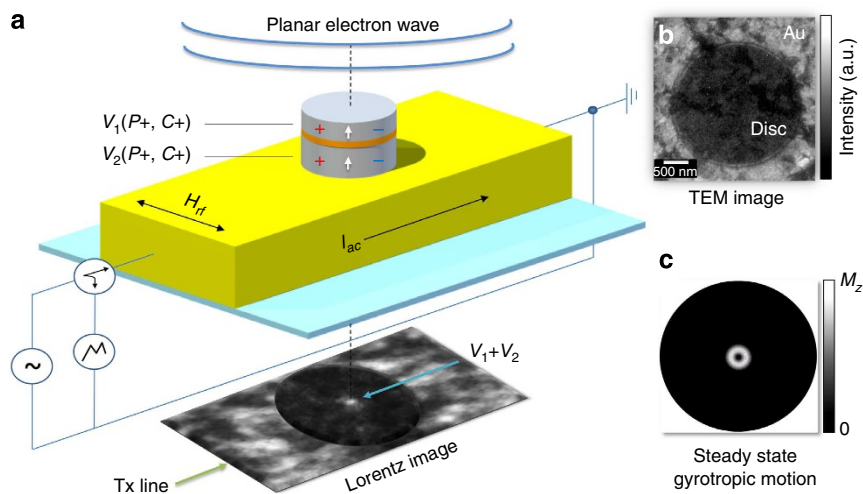 a
Planar electron wave
V1(P+, C+)
V2(P+, C+)
+ −
+ −
Hrf
Iac
~
V1+V2
Lorentz image
Tx line
b
Au
Disc
500 nm
Intensity (a.u.)
TEM image
c
Mz
0
Steady state
gyrotropic motion